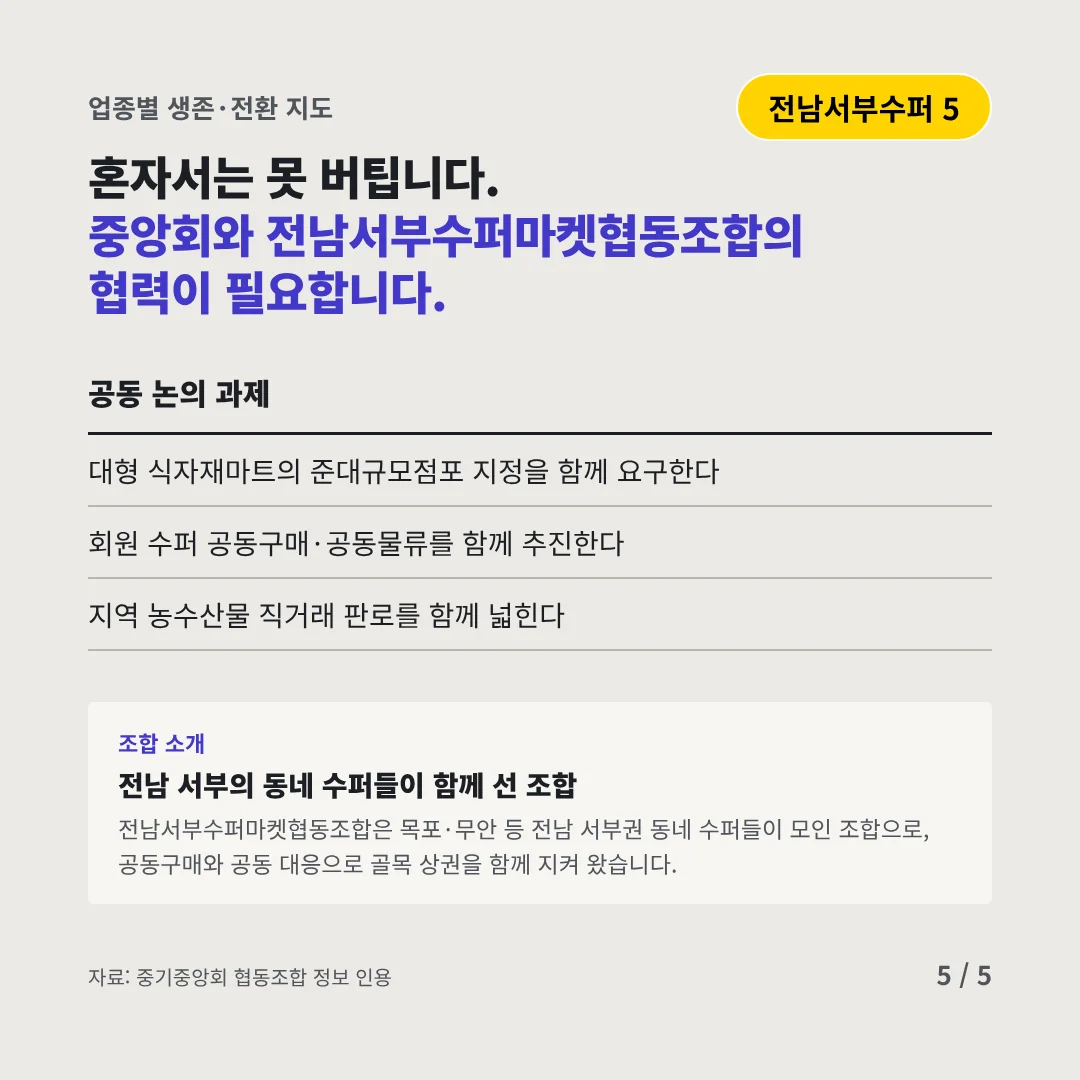 업종별 생존·전환 지도
전남서부수퍼 5
혼자서는 못 버팁니다.
중앙회와 전남서부수퍼마켓협동조합의
협력이 필요합니다.
공동 논의 과제
대형 식자재마트의 준대규모점포 지정을 함께 요구한다
회원 수퍼 공동구매·공동물류를 함께 추진한다
지역 농수산물 직거래 판로를 함께 넓힌다
조합 소개
전남 서부의 동네 수퍼들이 함께 선 조합
전남서부수퍼마켓협동조합은 목포·무안 등 전남 서부권 동네 수퍼들이 모인 조합으로,
공동구매와 공동 대응으로 골목 상권을 함께 지켜 왔습니다.
자료: 중기중앙회 협동조합 정보 인용
5 / 5